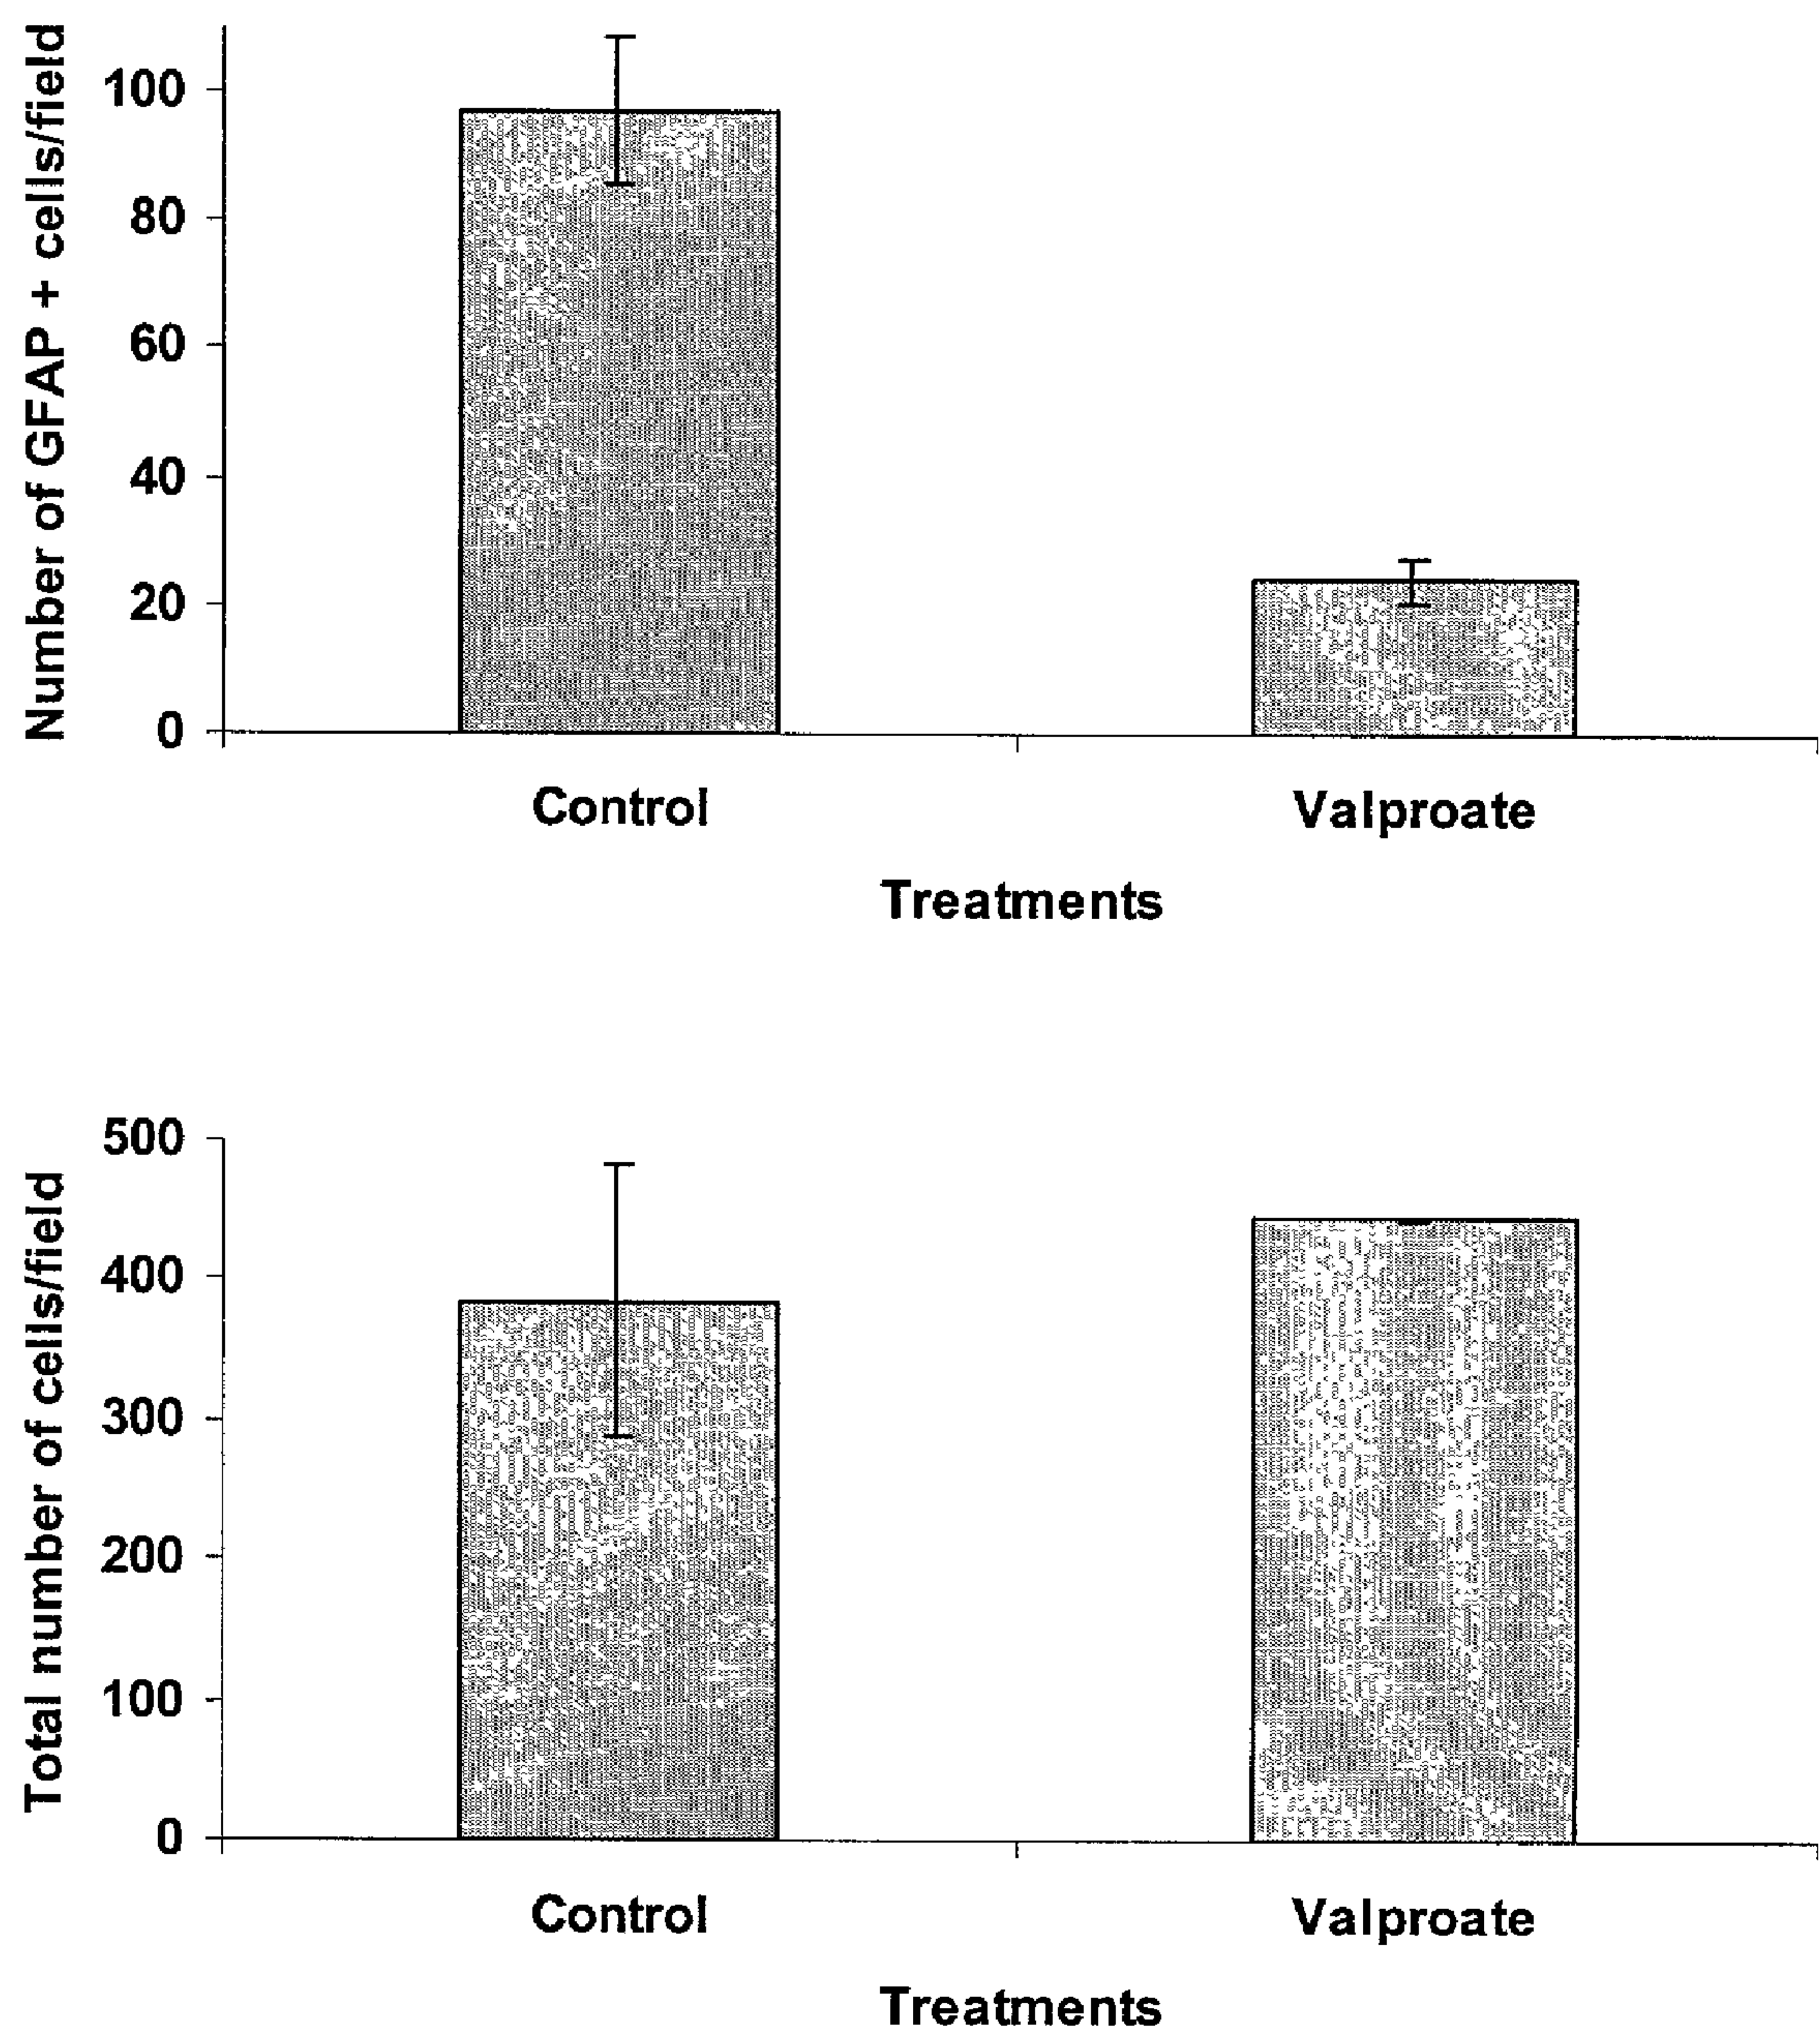 Number of GFAP + cells/field
100
80
60
40
20
0
Control Valproate
Treatments
Total number of cells/field
500
400
300
200
100
0
Control Valproate
Treatments